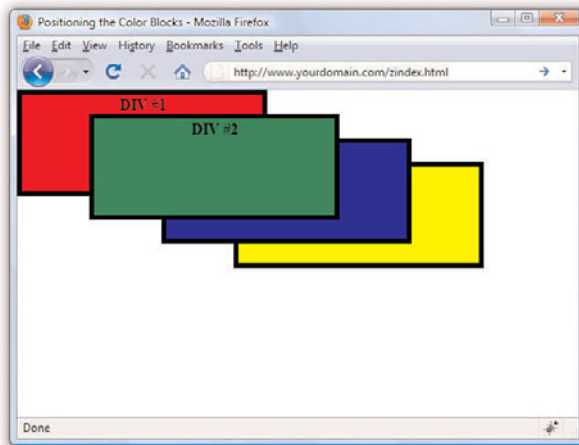 Positioning the Color Blocks - Mozilla Firefox
File Edit View History Bookmarks Tools Help
http://www.yourdomain.com/zindex.html
DIV #1
DIV #2
Done